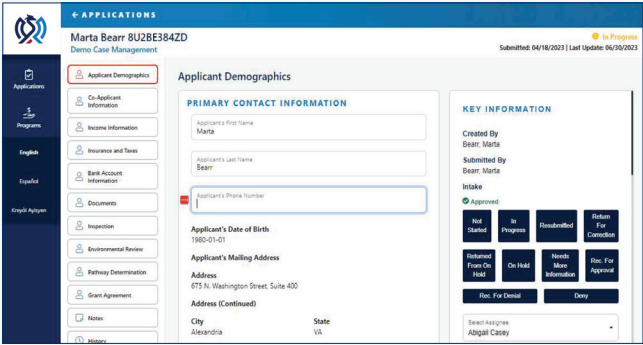 ← APPLICATIONS
Marta Bearr 8U2BE384ZD
Demo Case Management
In Progress
Submitted: 04/18/2023 | Last Update: 06/30/2023
Applications
Programs
English
Español
Kreyòl Ayisyen
Applicant Demographics
Co-Applicant
Information
Income Information
Insurance and Taxes
Bank Account
Information
Documents
Inspection
Environmental Review
Pathway Determination
Grant Agreement
Notes
History
Applicant Demographics
PRIMARY CONTACT INFORMATION
Applicant's First Name
Marta
Applicant's Last Name
Bearr
Applicant's Phone Number
Applicant's Date of Birth
1980-01-01
Applicant's Mailing Address
Address
675 N. Washington Street, Suite 400
Address (Continued)
City
State
Alexandria
VA
KEY INFORMATION
Created By
Bearr, Marta
Submitted By
Bearr, Marta
Intake
Approved
Not
Started
In
Progress
Resubmitted
Return
For
Correction
Returned
From On
Hold
On Hold
Needs
More
Information
Rec. For
Approval
Rec. For Denial
Deny
Select Assignee
Abigail Casey